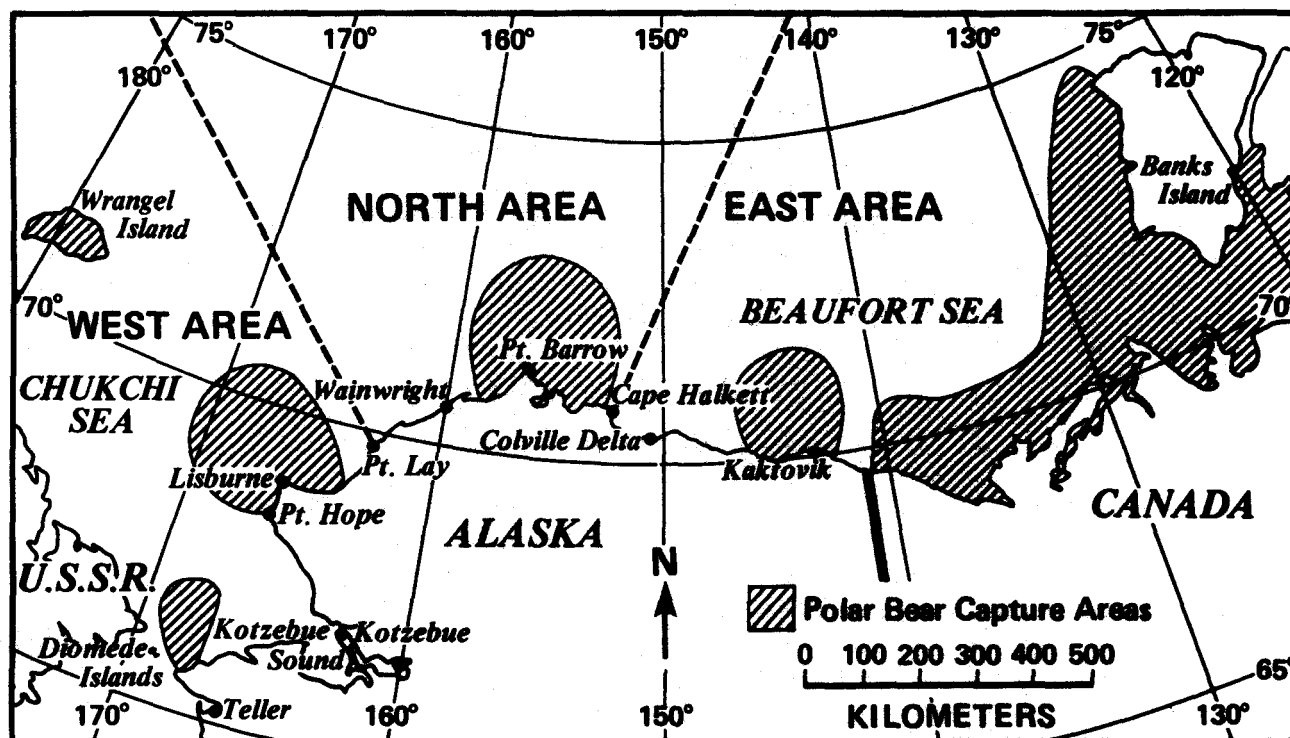 75°
170°
160°
150°
140°
130°
75°
180°
120°
Wrangel
Island
NORTH AREA
EAST AREA
Banks
Island
70°
WEST AREA
BEAUFORT SEA
70°
CHUKCHI
SEA
Wainwright
Pt. Barrow
Cape Halkett
Colville Delta
Pt. Lay
Kaktovik
Lisburne
Pt. Hope
ALASKA
CANADA
U.S.S.R.
N
Polar Bear Capture Areas
Diomede
Islands
Kotzebue
Sound
Kotzebue
0 100 200 300 400 500
KILOMETERS
65°
Teller
170°
160°
150°
130°